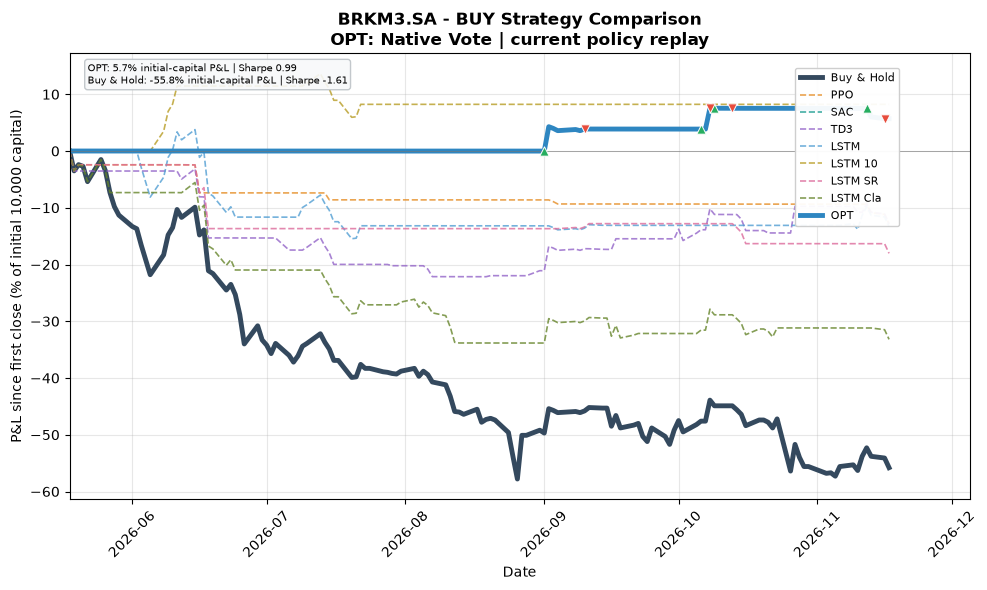 BRKM3.SA - BUY Strategy Comparison
OPT: Native Vote | current policy replay
OPT: 5.7% initial-capital P&L | Sharpe 0.99
Buy & Hold: -55.8% initial-capital P&L | Sharpe -1.61
Buy & Hold
PPO
SAC
TD3
LSTM
LSTM 10
LSTM SR
LSTM Cla
OPT
P&L since first close (% of initial 10,000 capital)
10
0
−10
−20
−30
−40
−50
−60
2026-06
2026-07
2026-08
2026-09
2026-10
2026-11
2026-12
Date